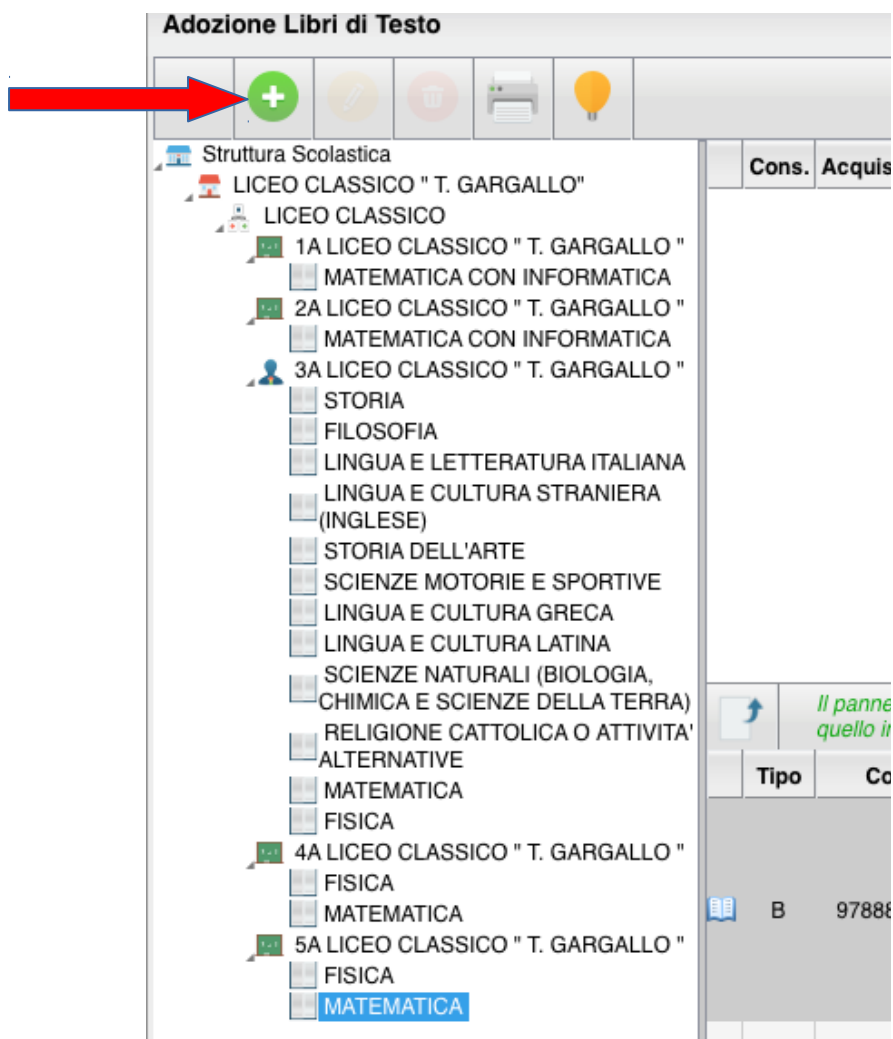 Adozione Libri di Testo
Struttura Scolastica
LICEO CLASSICO " T. GARGALLO"
LICEO CLASSICO
1A LICEO CLASSICO " T. GARGALLO "
MATEMATICA CON INFORMATICA
2A LICEO CLASSICO " T. GARGALLO "
MATEMATICA CON INFORMATICA
3A LICEO CLASSICO " T. GARGALLO "
STORIA
FILOSOFIA
LINGUA E LETTERATURA ITALIANA
LINGUA E CULTURA STRANIERA
(INGLESE)
STORIA DELL'ARTE
SCIENZE MOTORIE E SPORTIVE
LINGUA E CULTURA GRECA
LINGUA E CULTURA LATINA
SCIENZE NATURALI (BIOLOGIA,
CHIMICA E SCIENZE DELLA TERRA)
RELIGIONE CATTOLICA O ATTIVITA'
ALTERNATIVE
MATEMATICA
FISICA
4A LICEO CLASSICO " T. GARGALLO "
FISICA
MATEMATICA
5A LICEO CLASSICO " T. GARGALLO "
FISICA
MATEMATICA
Cons. Acquis
Il panne
quello in
Tipo Co
B 97888